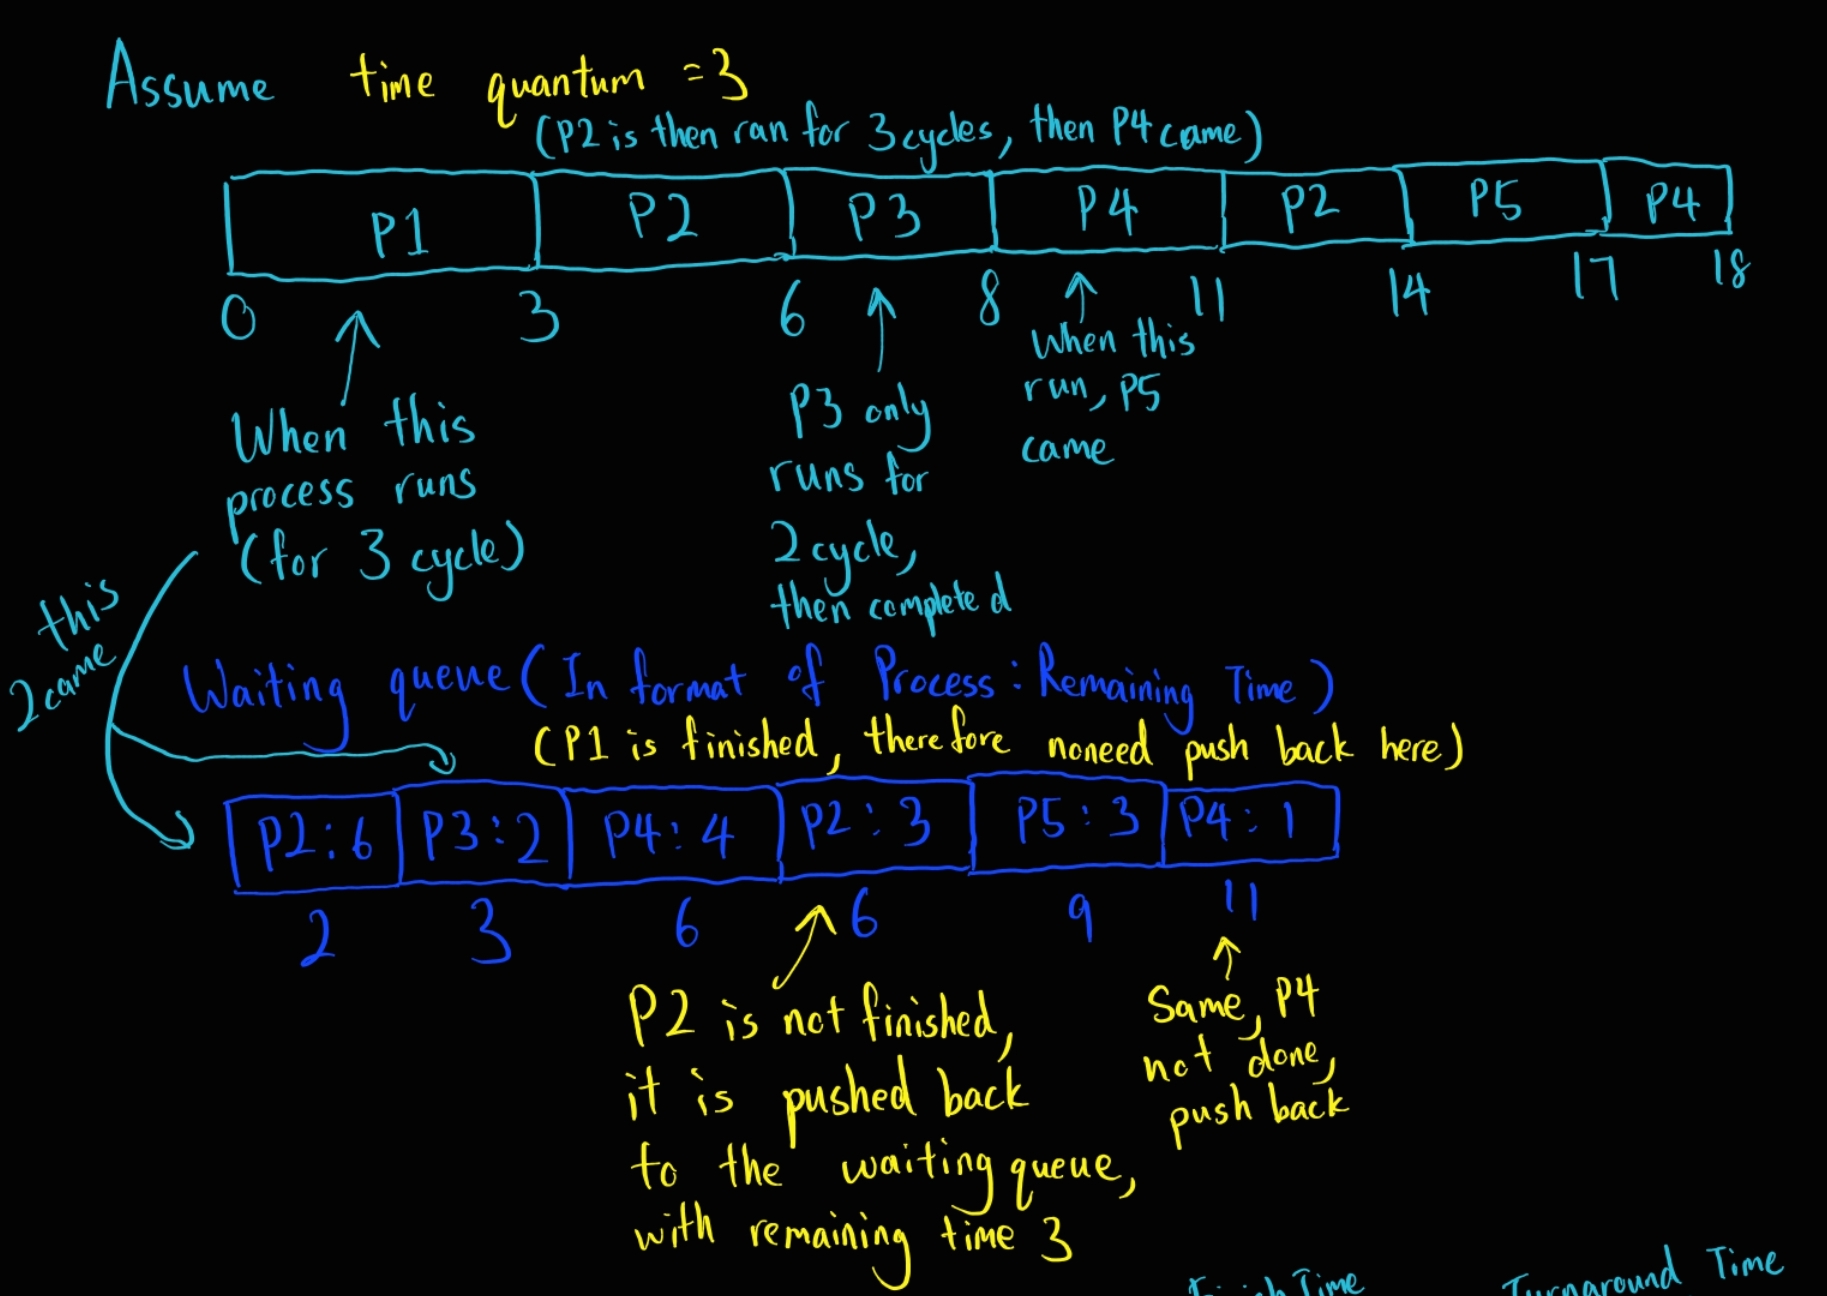 Assume time quantum =3
(P2 is then ran for 3 cycles, then P4 came)
P1 P2 P3 P4 P2 P5 P4
0 3 6 8 11 14 17 18
When this
process runs
(for 3 cycle)
P3 only
runs for
2 cycle,
then completed
When this
run, P5
came
this
2 came
Waiting queue (In format of Process : Remaining Time)
(P1 is finished, therefore noneed push back here)
P2:6 P3:2 P4:4 P2:3 P5:3 P4:1
2 3 6 6 9 11
P2 is not finished,
it is pushed back
to the waiting queue,
with remaining time 3
Same, P4
not done,
push back
Finish Time Turnaround Time